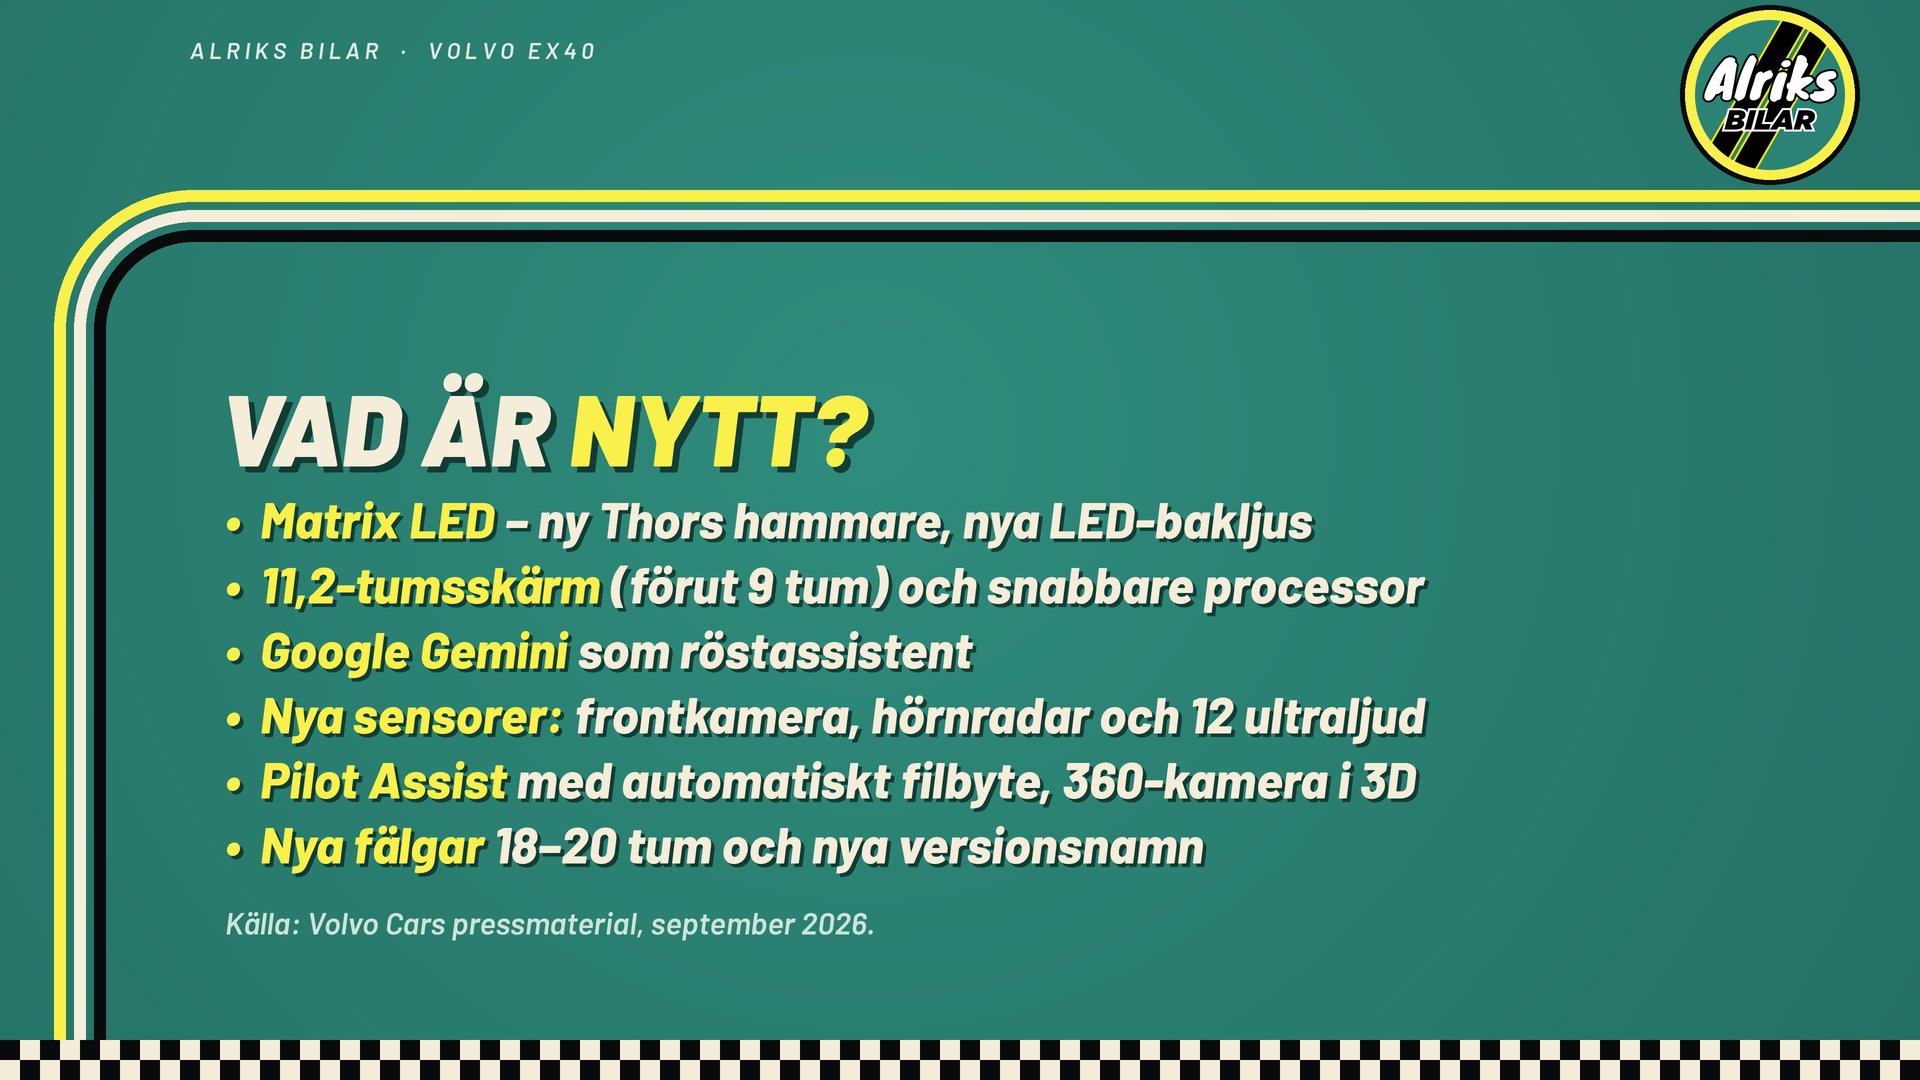 ALRIKS BILAR · VOLVO EX40
Alriks
BILAR
VAD ÄR NYTT?
• Matrix LED – ny Thors hammare, nya LED-bakljus
• 11,2-tumsskärm (förut 9 tum) och snabbare processor
• Google Gemini som röstassistent
• Nya sensorer: frontkamera, hörnradar och 12 ultraljud
• Pilot Assist med automatiskt filbyte, 360-kamera i 3D
• Nya fälgar 18–20 tum och nya versionsnamn
Källa: Volvo Cars pressmaterial, september 2026.